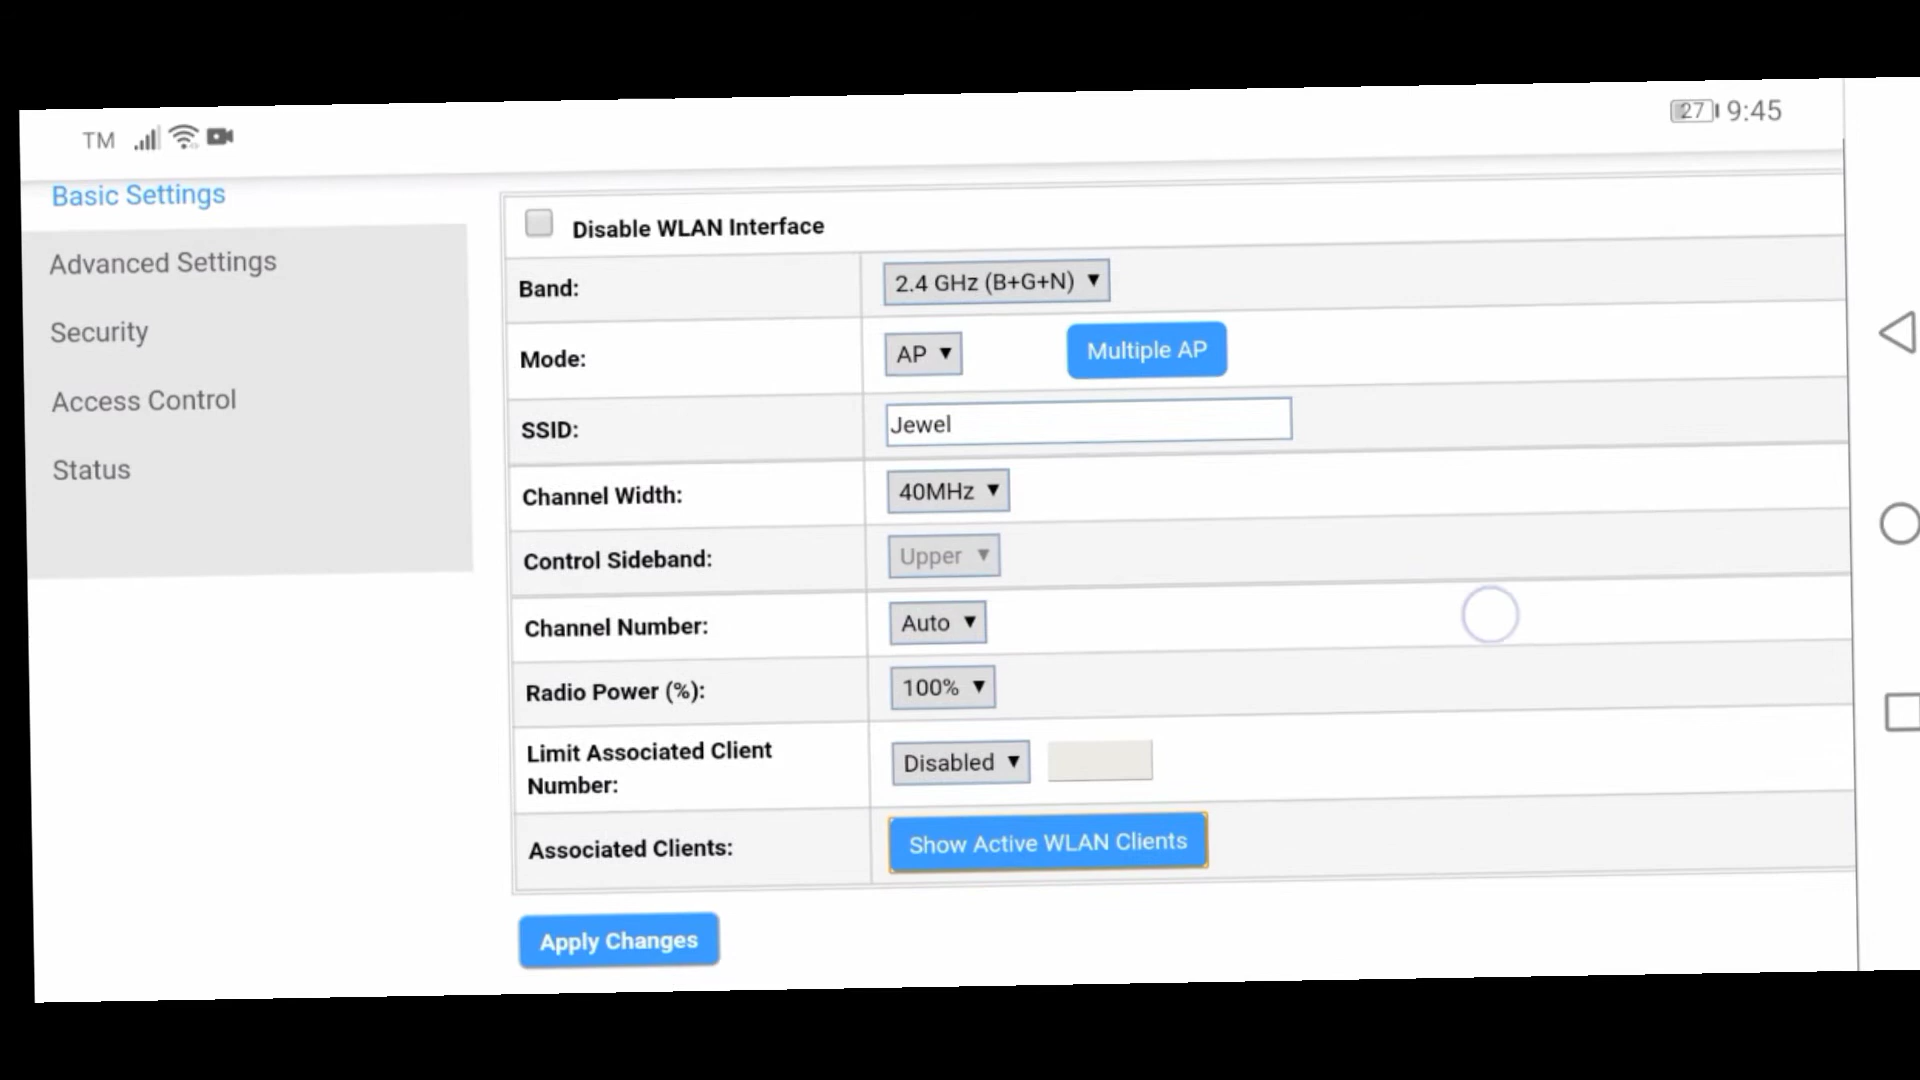 TM 27 9:45
Basic Settings
Advanced Settings
Security
Access Control
Status
Disable WLAN Interface
Band: 2.4 GHz (B+G+N)
Mode: AP Multiple AP
SSID: Jewel
Channel Width: 40MHz
Control Sideband: Upper
Channel Number: Auto
Radio Power (%): 100%
Limit Associated Client
Number: Disabled
Associated Clients: Show Active WLAN Clients
Apply Changes